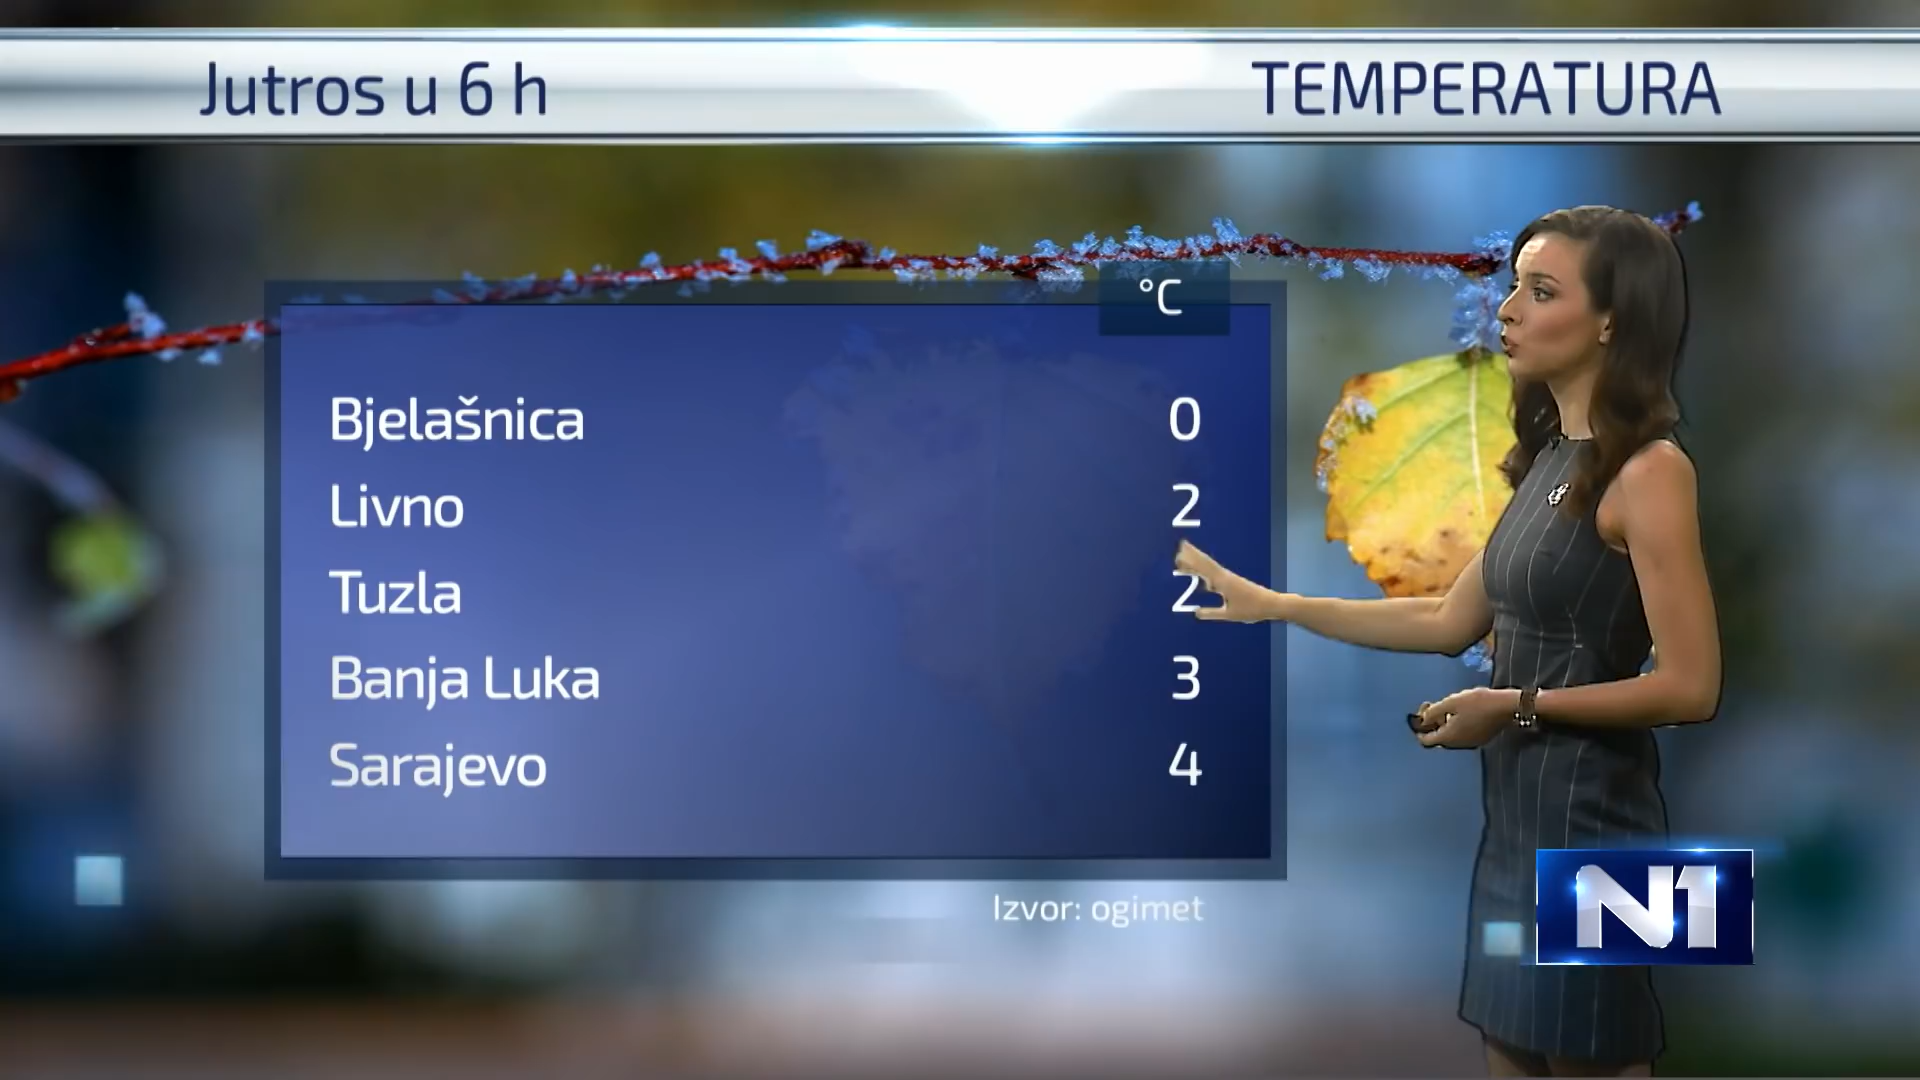 Jutros u 6 h
TEMPERATURA
°C
Bjelašnica 0
Livno 2
Tuzla 2
Banja Luka 3
Sarajevo 4
Izvor: ogimet
N1